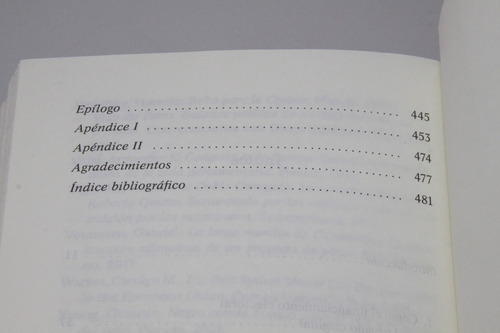 Epílogo . . . . . . . . . . . . . . . . . . . . . . . . . . . . . . 445
Apéndice I . . . . . . . . . . . . . . . . . . . . . . . . . . . . 453
Apéndice II . . . . . . . . . . . . . . . . . . . . . . . . . . . 474
Agradecimientos . . . . . . . . . . . . . . . . . . . . . . . . 477
Índice bibliográfico . . . . . . . . . . . . . . . . . . . . . . 481